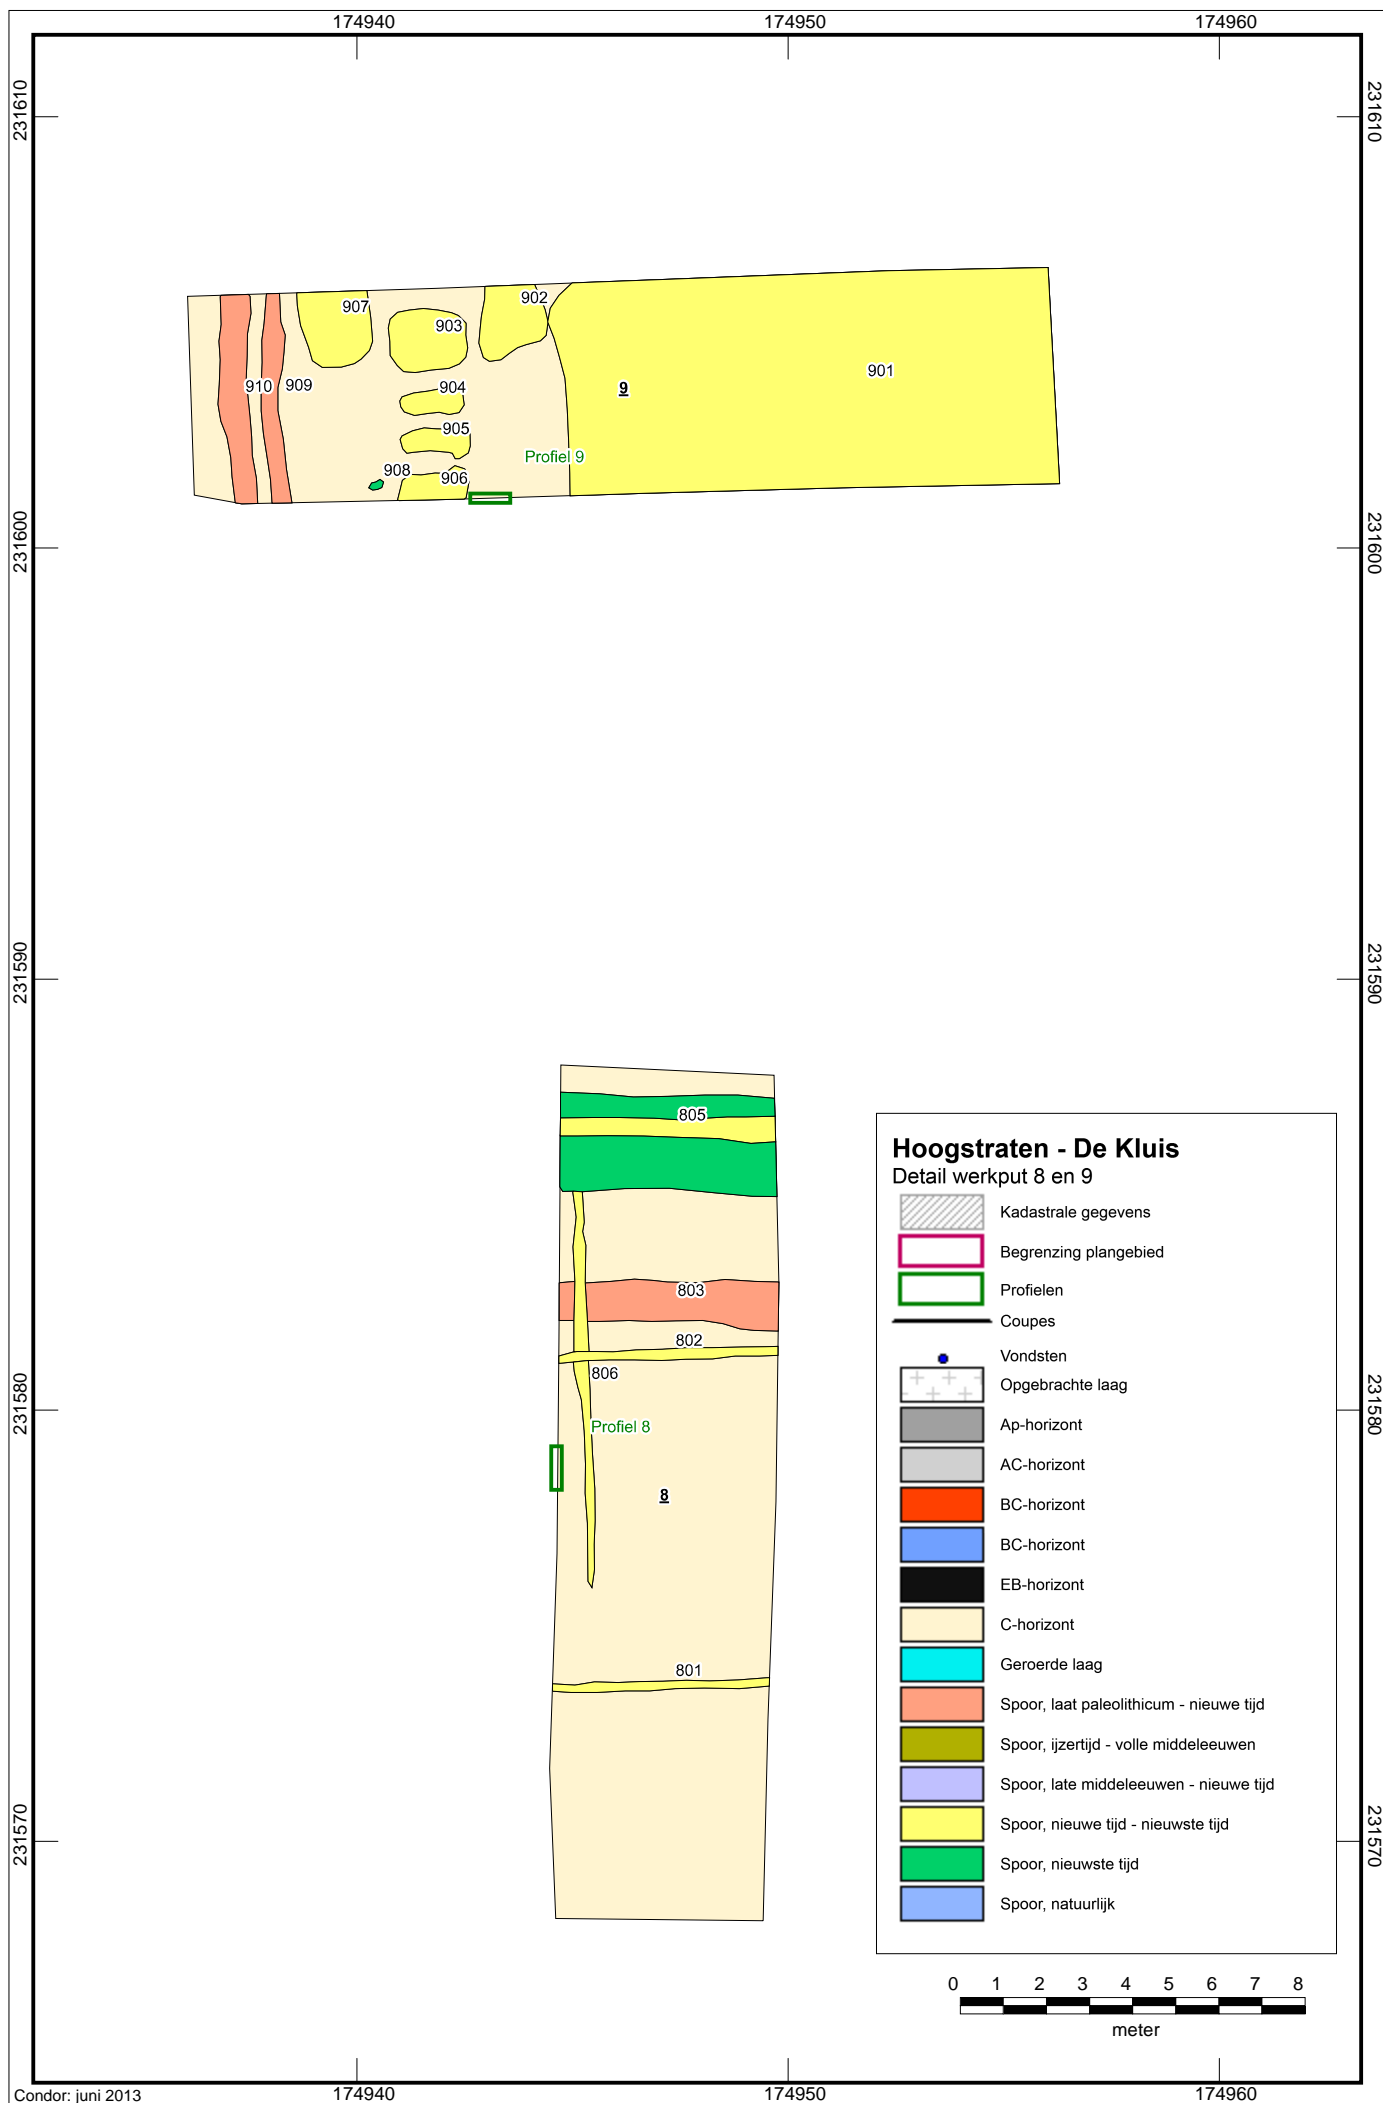 174940 174950 174960
231610 231610
907 902
903
901
910 909 904 9
905
Profiel 9
908 906
231600 231600
231590 231590
805
803
802
806
231580 231580
Profiel 8
8
801
231570 231570
Hoogstraten - De Kluis
Detail werkput 8 en 9
Kadastrale gegevens
Begrenzing plangebied
Profielen
Coupes
Vondsten
Opgebrachte laag
Ap-horizont
AC-horizont
BC-horizont
BC-horizont
EB-horizont
C-horizont
Geroerde laag
Spoor, laat paleolithicum - nieuwe tijd
Spoor, ijzertijd - volle middeleeuwen
Spoor, late middeleeuwen - nieuwe tijd
Spoor, nieuwe tijd - nieuwste tijd
Spoor, nieuwste tijd
Spoor, natuurlijk
0 1 2 3 4 5 6 7 8
meter
174940 174950 174960
Condor: juni 2013